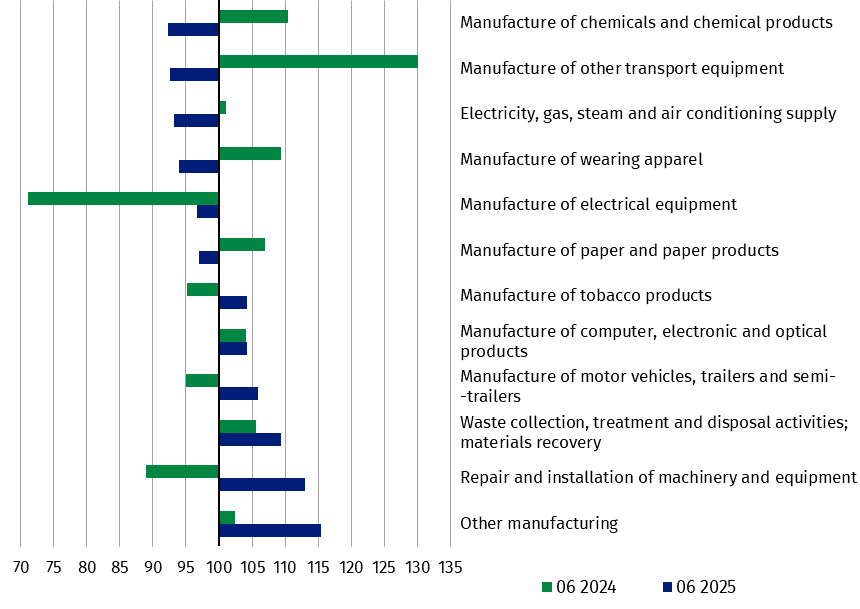 Manufacture of chemicals and chemical products
Manufacture of other transport equipment
Electricity, gas, steam and air conditioning supply
Manufacture of wearing apparel
Manufacture of electrical equipment
Manufacture of paper and paper products
Manufacture of tobacco products
Manufacture of computer, electronic and optical
products
Manufacture of motor vehicles, trailers and semi-
-trailers
Waste collection, treatment and disposal activities;
materials recovery
Repair and installation of machinery and equipment
Other manufacturing
70 75 80 85 90 95 100 105 110 115 120 125 130 135
06 2024 06 2025